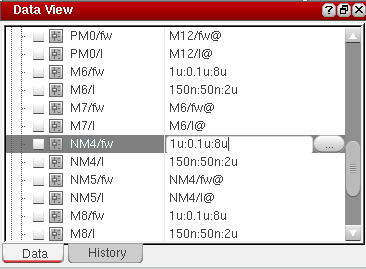 Data View
PM0/fw M12/fw@
PM0/l M12/l@
M6/fw 1u:0.1u:8u
M6/l 150n:50n:2u
M7/fw M6/fw@
M7/l M6/l@
NM4/fw 1u:0.1u:8u ...
NM4/l 150n:50n:2u
NM5/fw NM4/fw@
NM5/l NM4/l@
M8/fw 1u:0.1u:8u
M8/l 150n:50n:2u
Data History